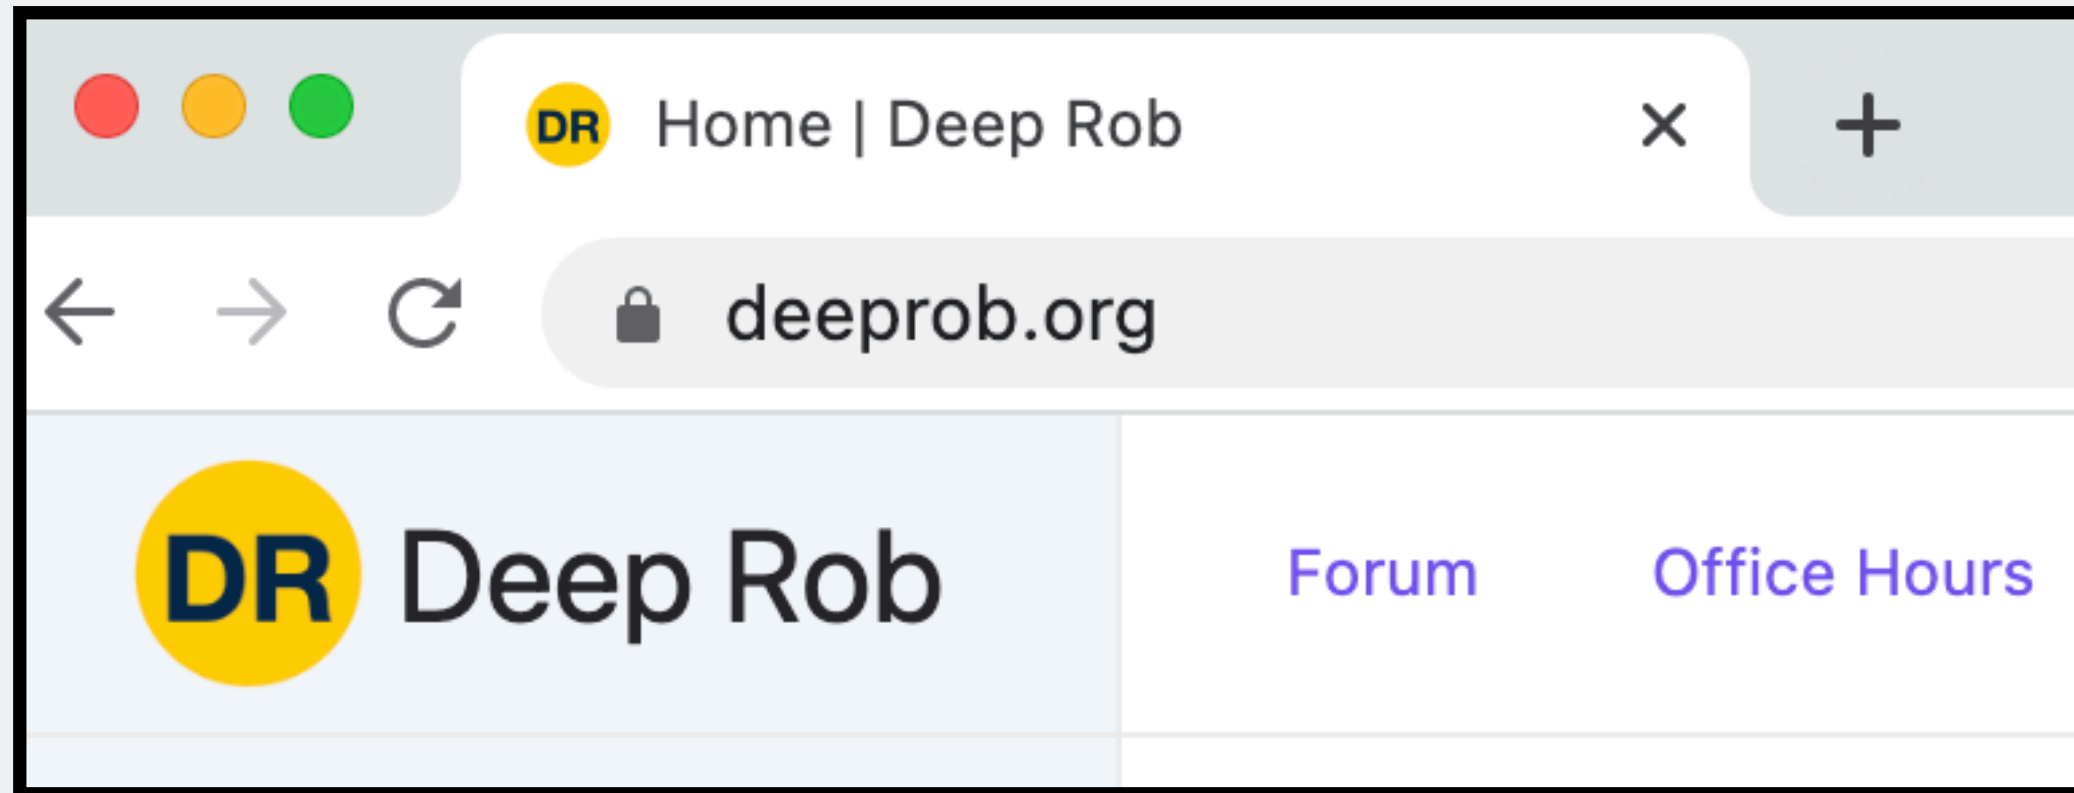 DR Home | Deep Rob
deeprob.org
DR Deep Rob
Forum Office Hours